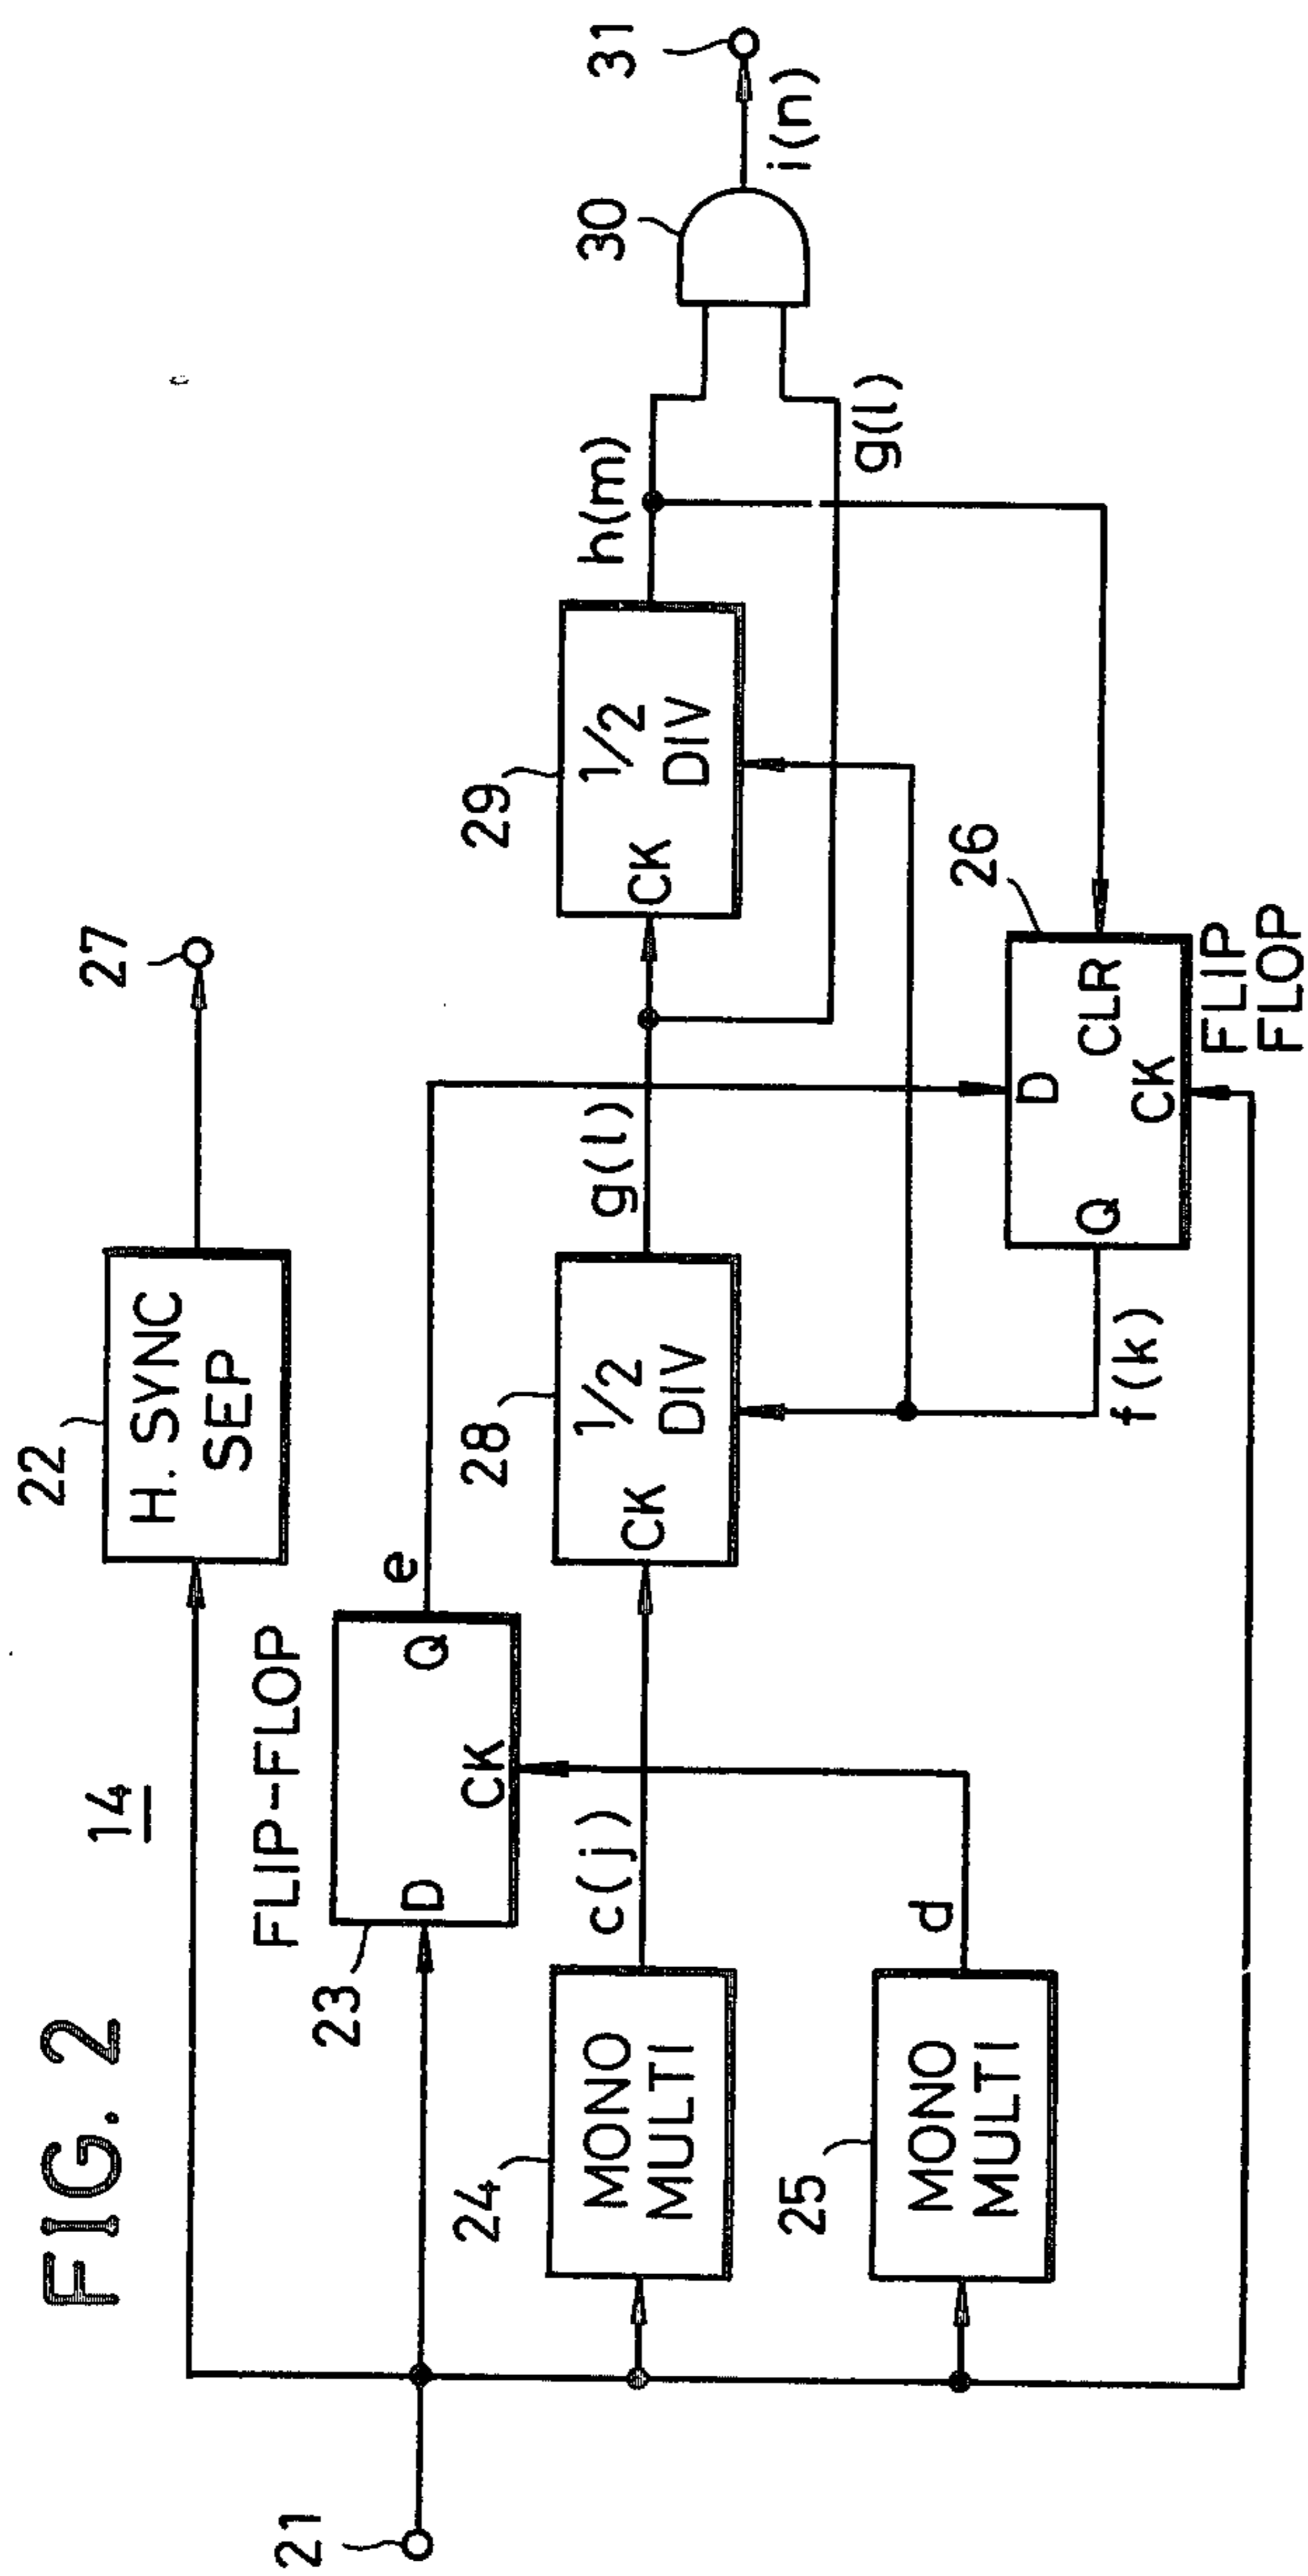 FIG. 2
14
22
H. SYNC
SEP
27
21
FLIP-FLOP
23
D
Q
CK
e
24
MONO
MULTI
c(j)
28
CK
1/2
DIV
g(l)
29
CK
1/2
DIV
h(m)
30
31
i(n)
g(l)
25
MONO
MULTI
d
f(k)
26
D
Q
CLR
CK
FLIP
FLOP